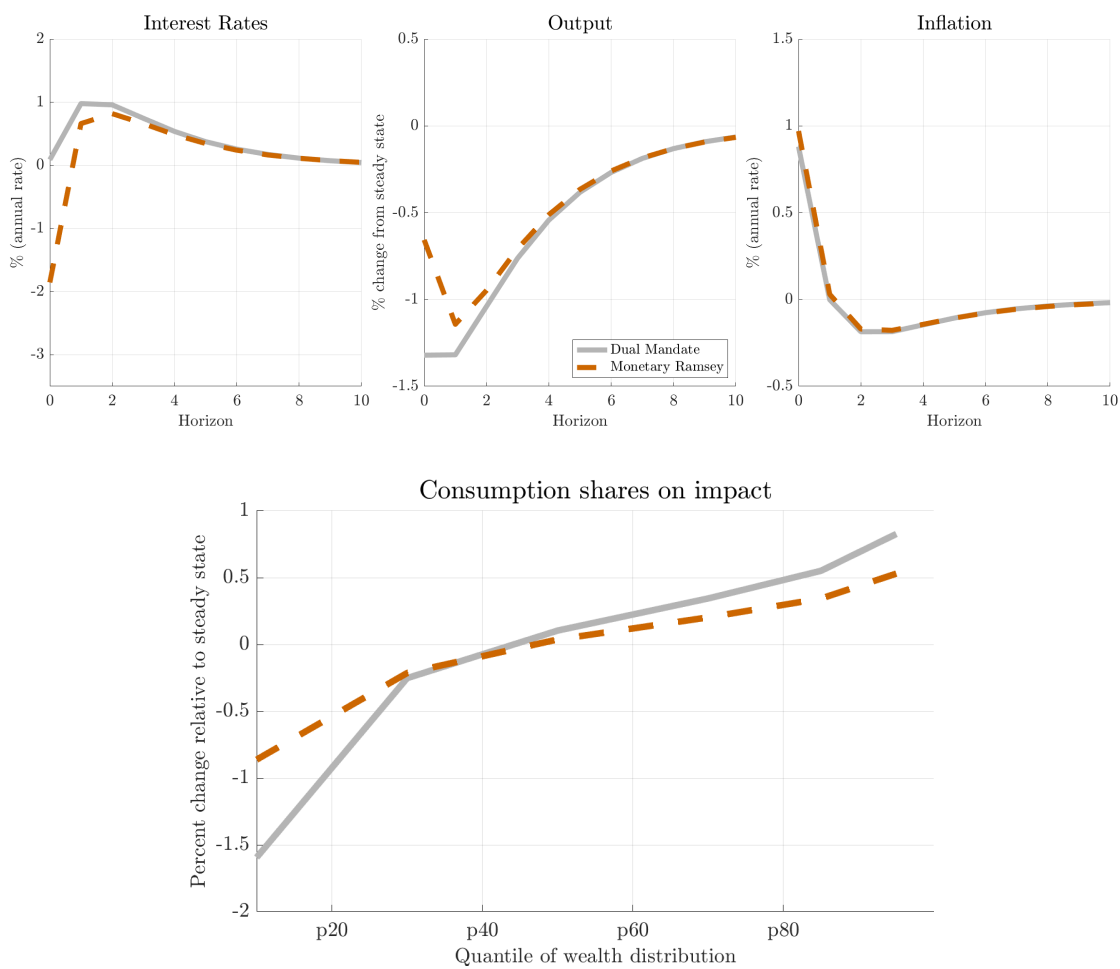 Interest Rates
2
1
0
-1
-2
-3
% (annual rate)
0 2 4 6 8 10
Horizon
Output
0.5
0
-0.5
-1
-1.5
% change from steady state
Dual Mandate
Monetary Ramsey
0 2 4 6 8 10
Horizon
Inflation
1.5
1
0.5
0
-0.5
% (annual rate)
0 2 4 6 8 10
Horizon
Consumption shares on impact
1
0.5
0
-0.5
-1
-1.5
-2
Percent change relative to steady state
p20 p40 p60 p80
Quantile of wealth distribution